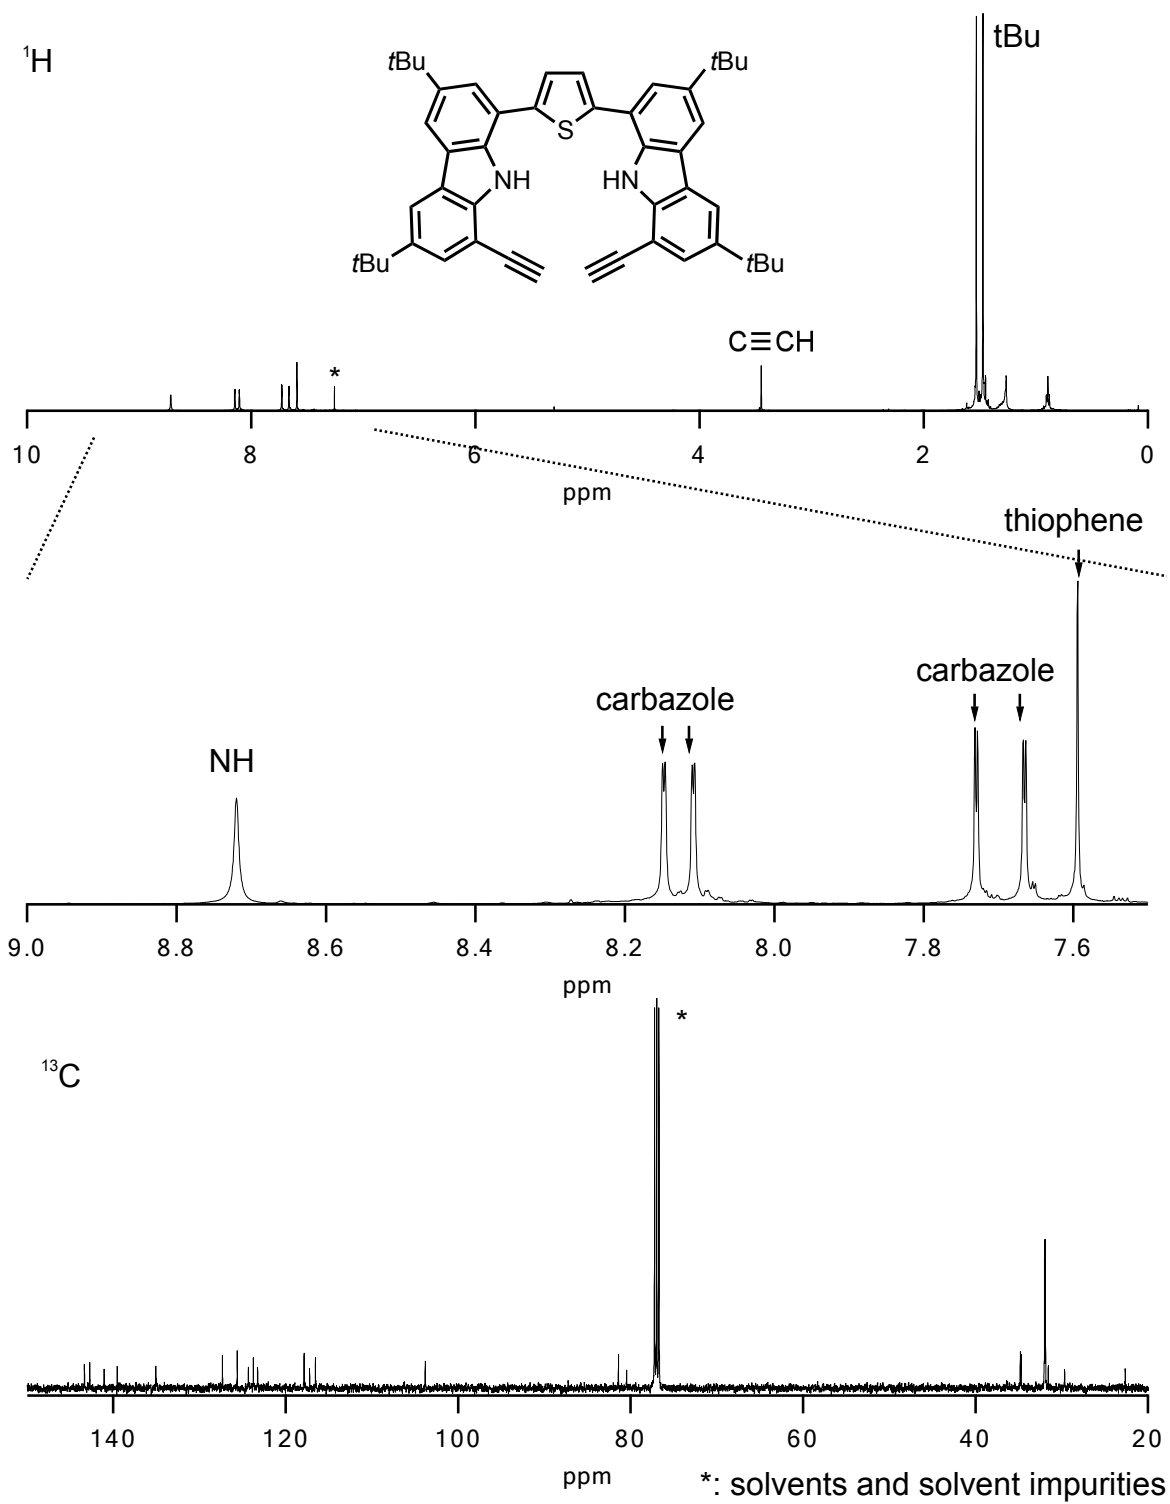 ¹H
tBu
tBu
tBu
S
NH
HN
tBu
tBu
C≡CH
*
10 8 6 4 2 0
ppm
thiophene
carbazole
carbazole
NH
9.0 8.8 8.6 8.4 8.2 8.0 7.8 7.6
ppm
*
¹³C
140 120 100 80 60 40 20
ppm
*: solvents and solvent impurities